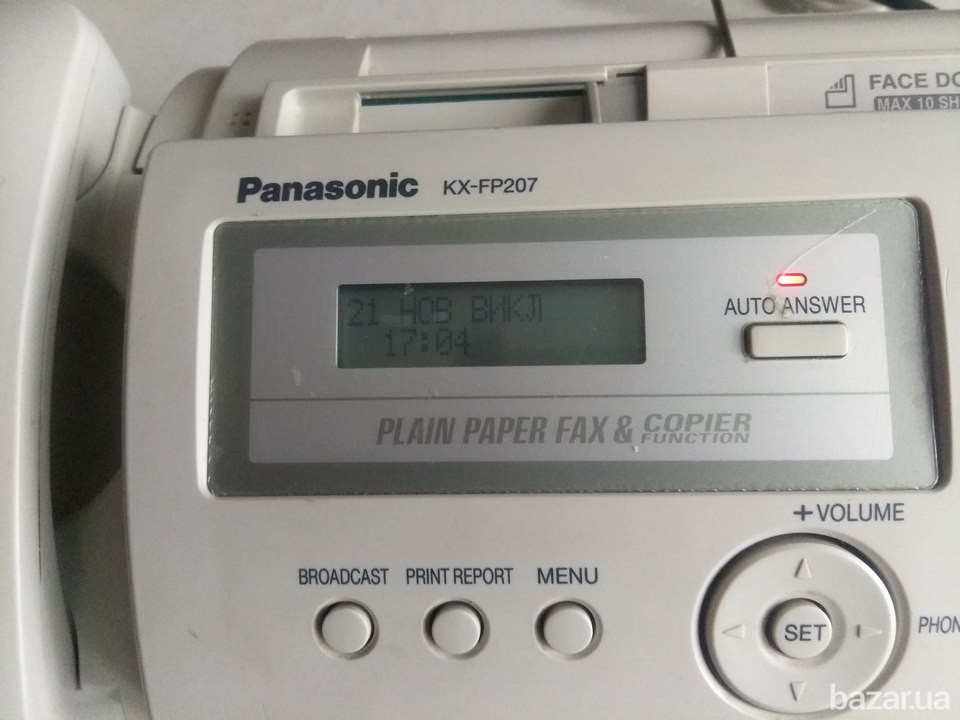 FACE DO
MAX 10 SH
Panasonic KX-FP207
21 НОВ ВИКЛ
17:04
AUTO ANSWER
PLAIN PAPER FAX & COPIER FUNCTION
+VOLUME
BROADCAST PRINT REPORT MENU
SET
PHON
bazar.ua